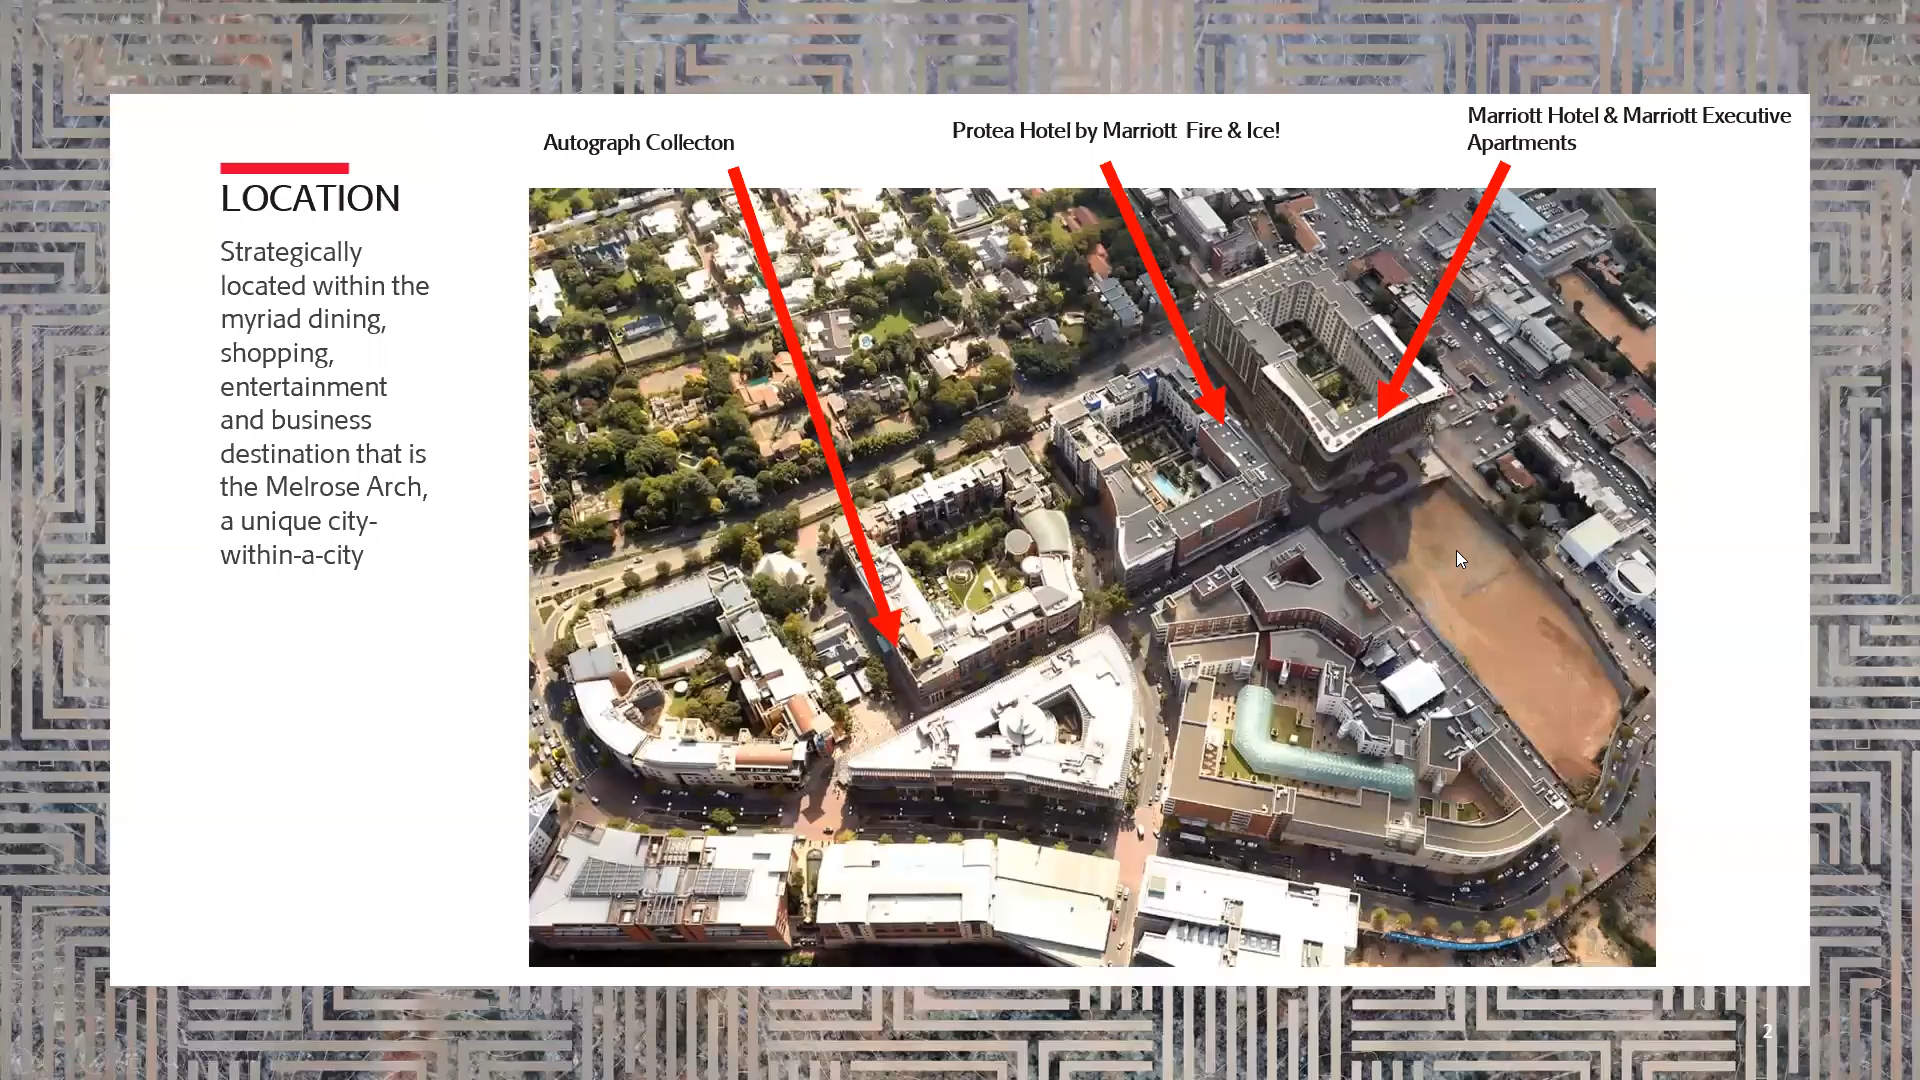 Autograph Collecton
Protea Hotel by Marriott Fire & Ice!
Marriott Hotel & Marriott Executive
Apartments
LOCATION
Strategically
located within the
myriad dining,
shopping,
entertainment
and business
destination that is
the Melrose Arch,
a unique city-
within-a-city
2